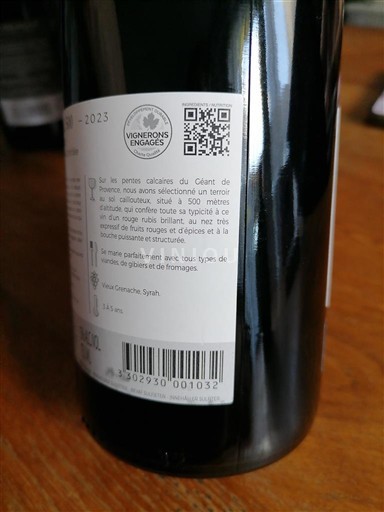 - 2023
VIGNERONS
ENGAGÉS
INGRÉDIENTS / NUTRITION
Sur les pentes calcaires du Géant de
Provence, nous avons sélectionné un terroir
au sol caillouteux, situé à 500 mètres
d'altitude, qui confère toute sa typicité à ce
vin d'un rouge rubis brillant, au nez très
expressif de fruits rouges et d'épices et à la
bouche puissante et structurée.
Se marie parfaitement avec tous types de
viandes, de gibiers et de fromages.
VINIOU
Vieux Grenache, Syrah.
3 à 5 ans
3 302930 001032